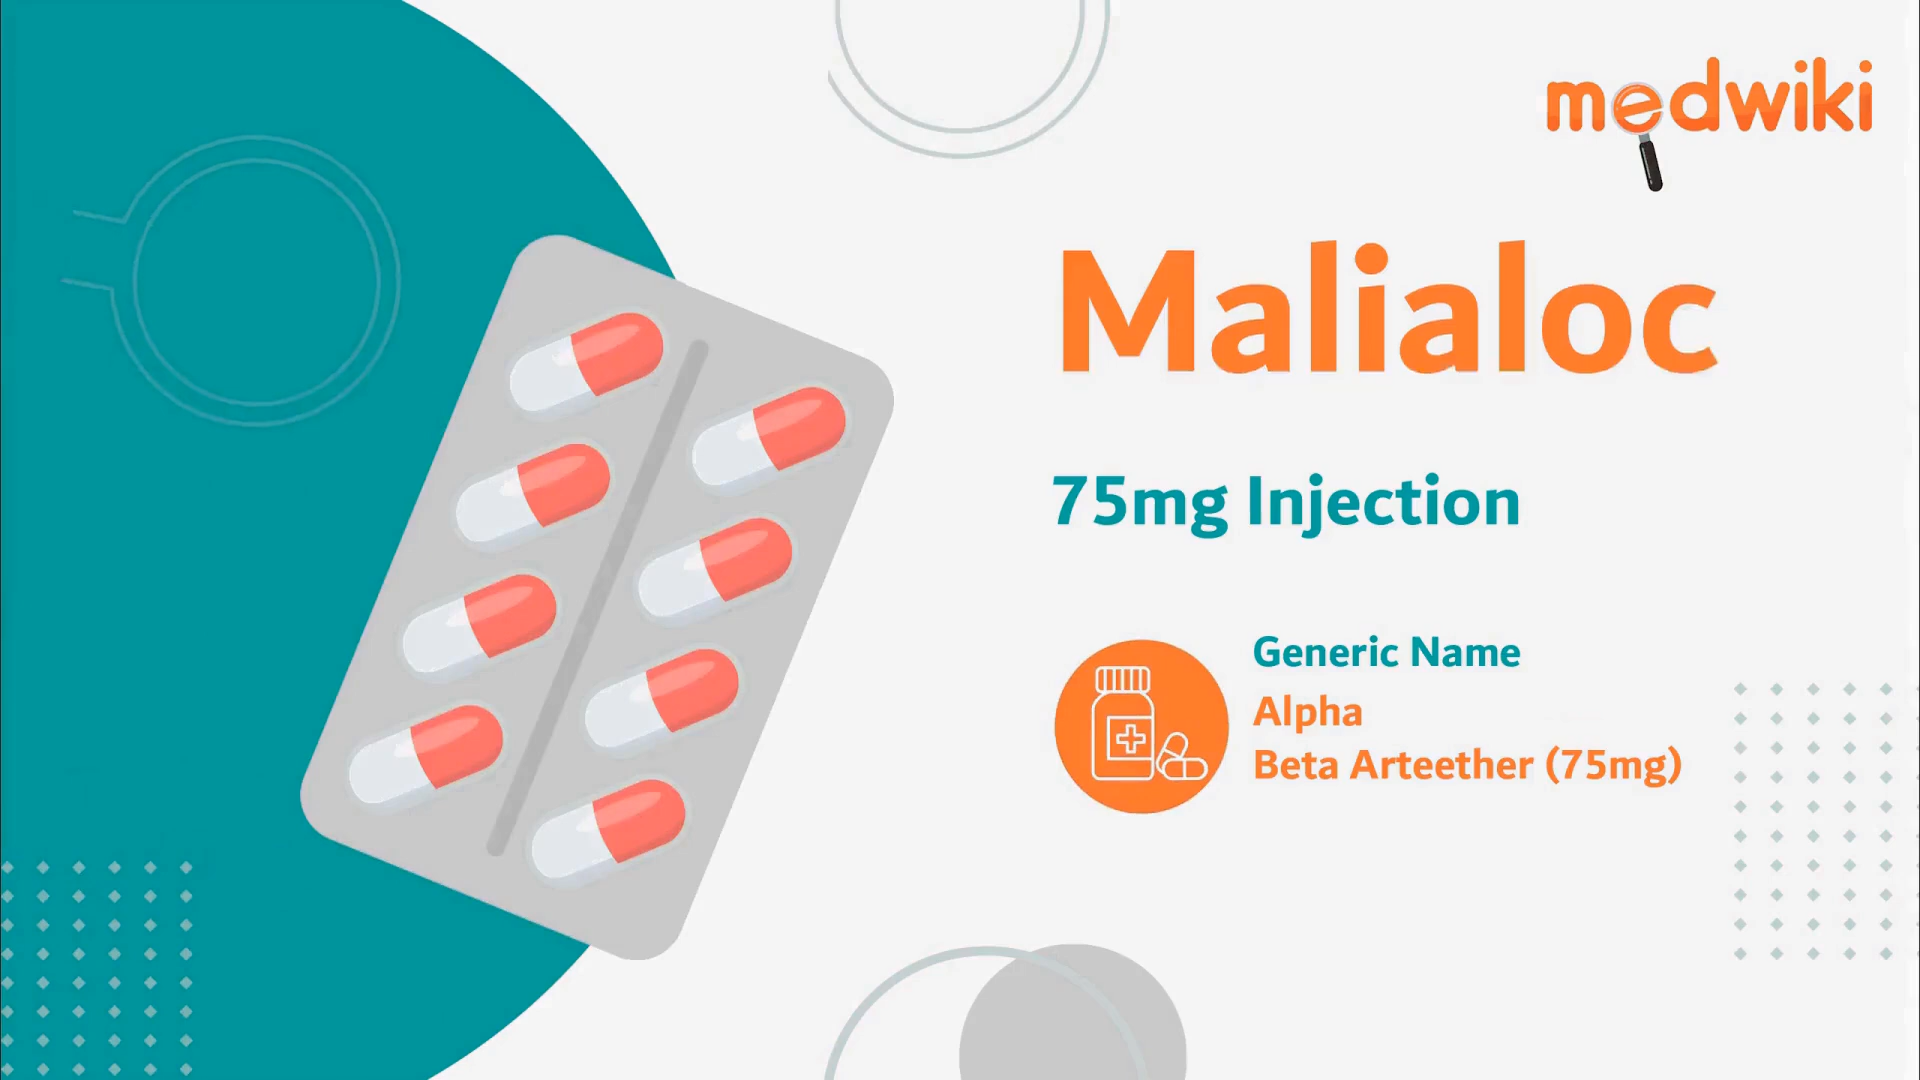 medwiki
Malialoc
75mg Injection
Generic Name
Alpha
Beta Arteether (75mg)